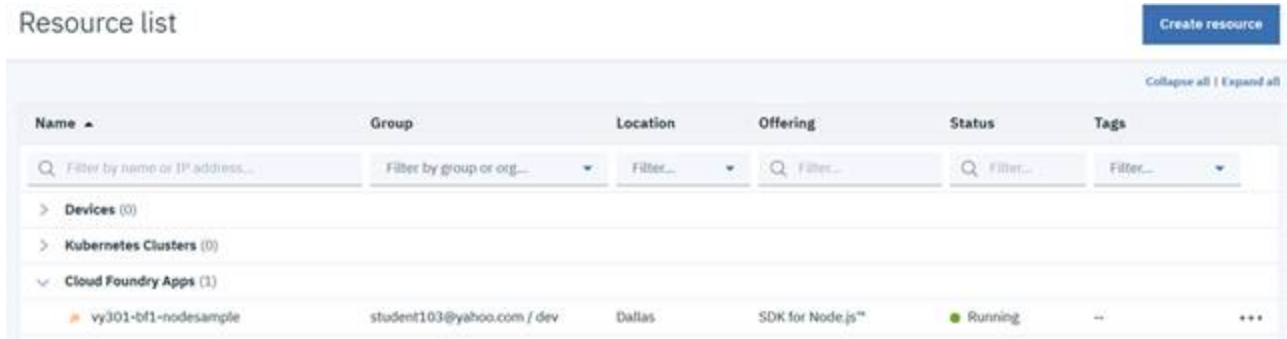 Resource list
Create resource
Collapse all | Expand all
Name Group Location Offering Status Tags
Filter by name or IP address... Filter by group or org... Filter... Filter... Filter... Filter...
Devices (0)
Kubernetes Clusters (0)
Cloud Foundry Apps (1)
vy301-bf1-nodesample student103@yahoo.com / dev Dallas SDK for Node.js™ Running --